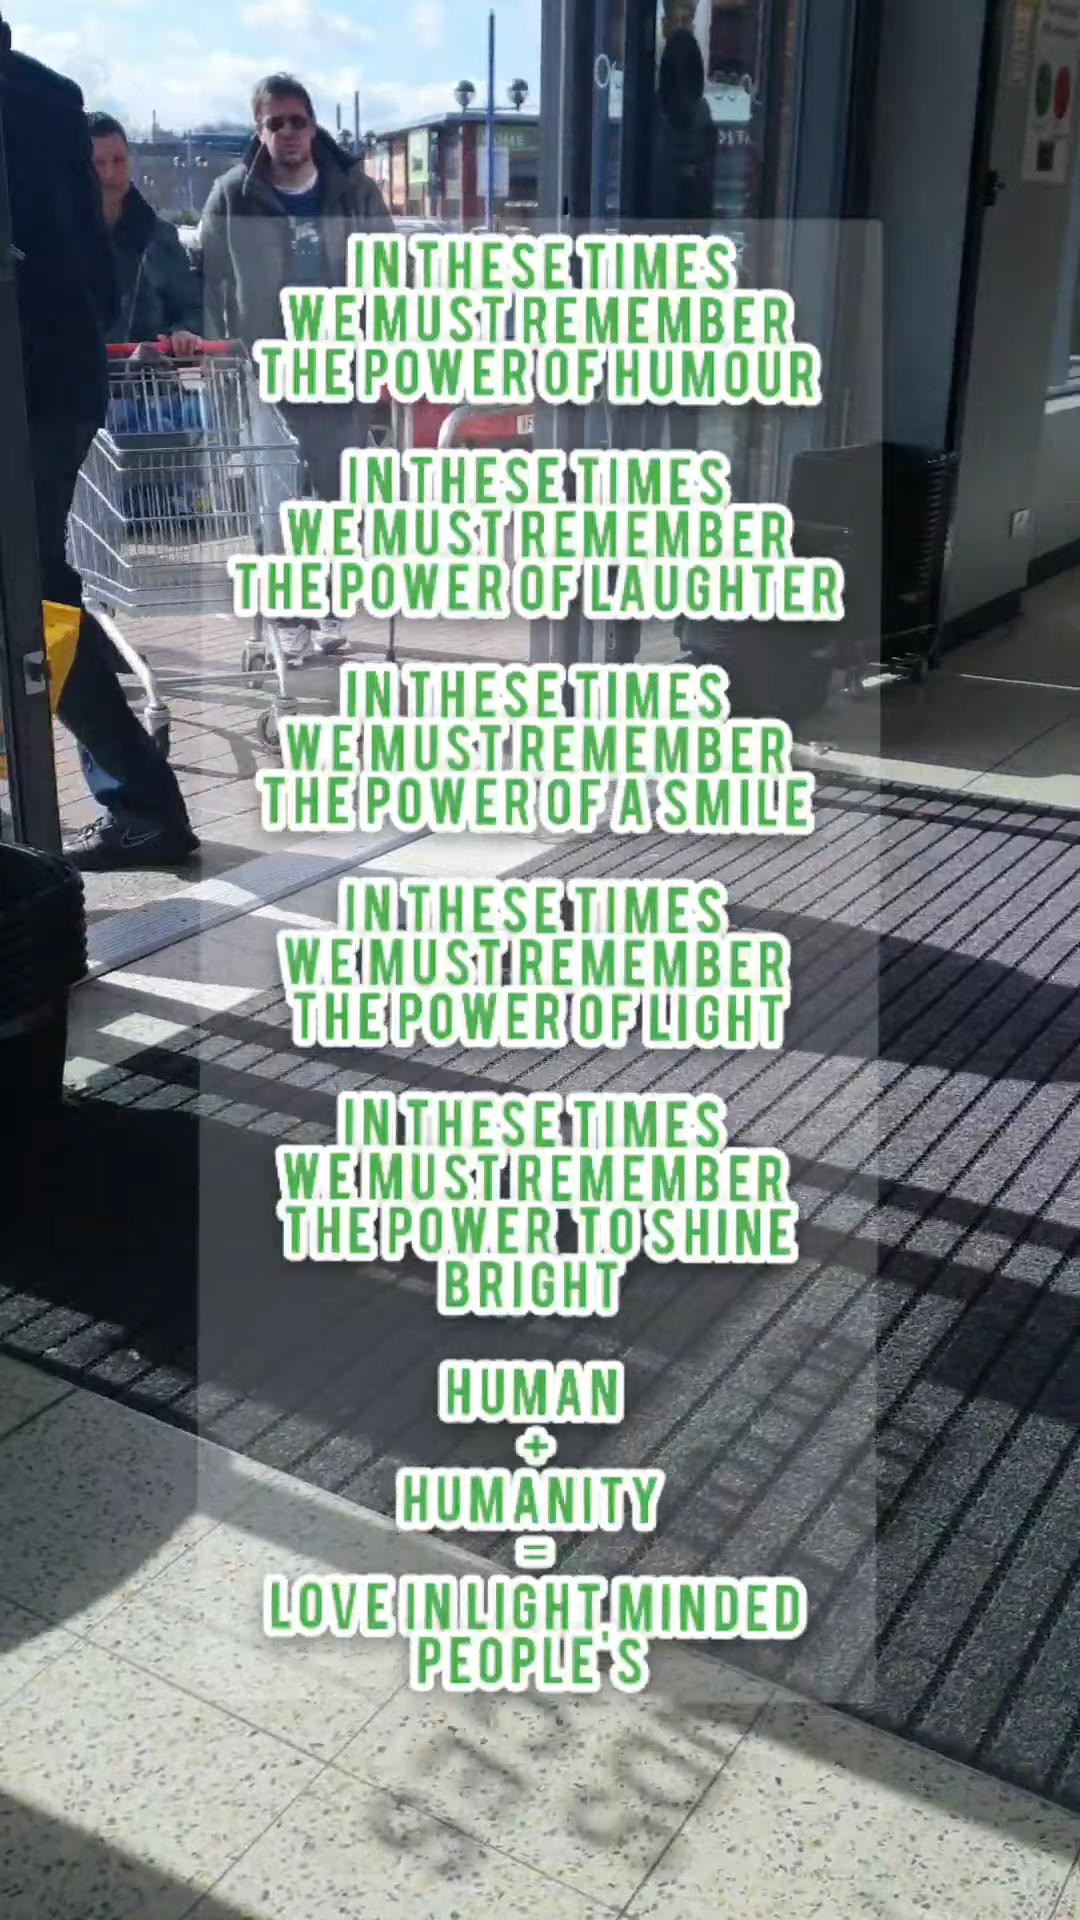 HOME
IN THESE TIMES
WE MUST REMEMBER
THE POWER OF HUMOUR
IN THESE TIMES
WE MUST REMEMBER
THE POWER OF LAUGHTER
IN THESE TIMES
WE MUST REMEMBER
THE POWER OF A SMILE
IN THESE TIMES
WE MUST REMEMBER
THE POWER OF LIGHT
IN THESE TIMES
WE MUST REMEMBER
THE POWER TO SHINE
BRIGHT
HUMAN
+
HUMANITY
=
LOVE IN LIGHT MINDED
PEOPLE'S